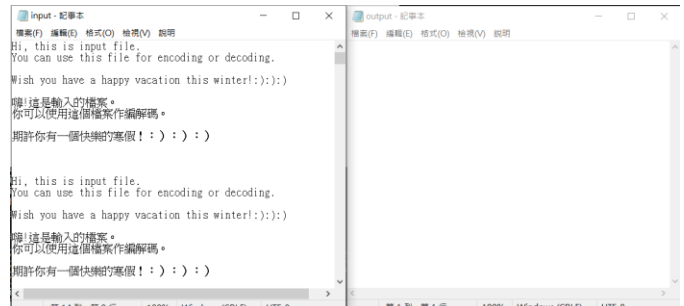 input - 記事本
檔案(F) 編輯(E) 格式(O) 檢視(V) 說明
Hi, this is input file.
You can use this file for encoding or decoding.
Wish you have a happy vacation this winter!:):):)
嗨!這是輸入的檔案。
你可以使用這個檔案作編解碼。
期許你有一個快樂的寒假!:):):)
Hi, this is input file.
You can use this file for encoding or decoding.
Wish you have a happy vacation this winter!:):):)
嗨!這是輸入的檔案。
你可以使用這個檔案作編解碼。
期許你有一個快樂的寒假!:):):)
output - 記事本
檔案(F) 編輯(E) 格式(O) 檢視(V) 說明